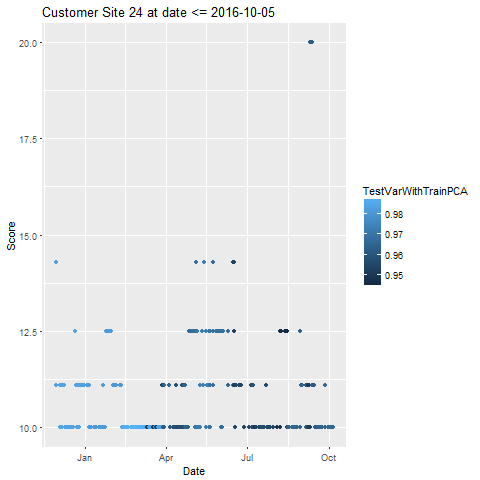 Customer Site 24 at date <= 2016-10-05
20.0
17.5
15.0
12.5
10.0
Score
Jan Apr Jul Oct
Date
TestVarWithTrainPCA
0.98
0.97
0.96
0.95